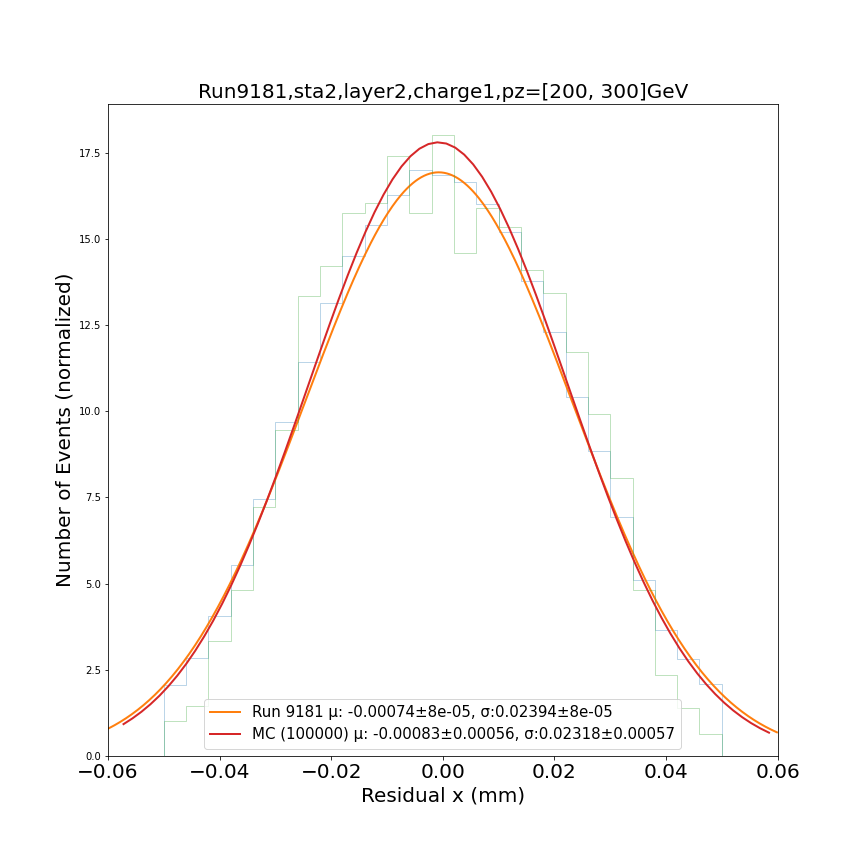 Run9181,sta2,layer2,charge1,pz=[200, 300]GeV
Number of Events (normalized)
17.5
15.0
12.5
10.0
7.5
5.0
2.5
0.0
Run 9181 μ: -0.00074±8e-05, σ:0.02394±8e-05
MC (100000) μ: -0.00083±0.00056, σ:0.02318±0.00057
−0.06 −0.04 −0.02 0.00 0.02 0.04 0.06
Residual x (mm)